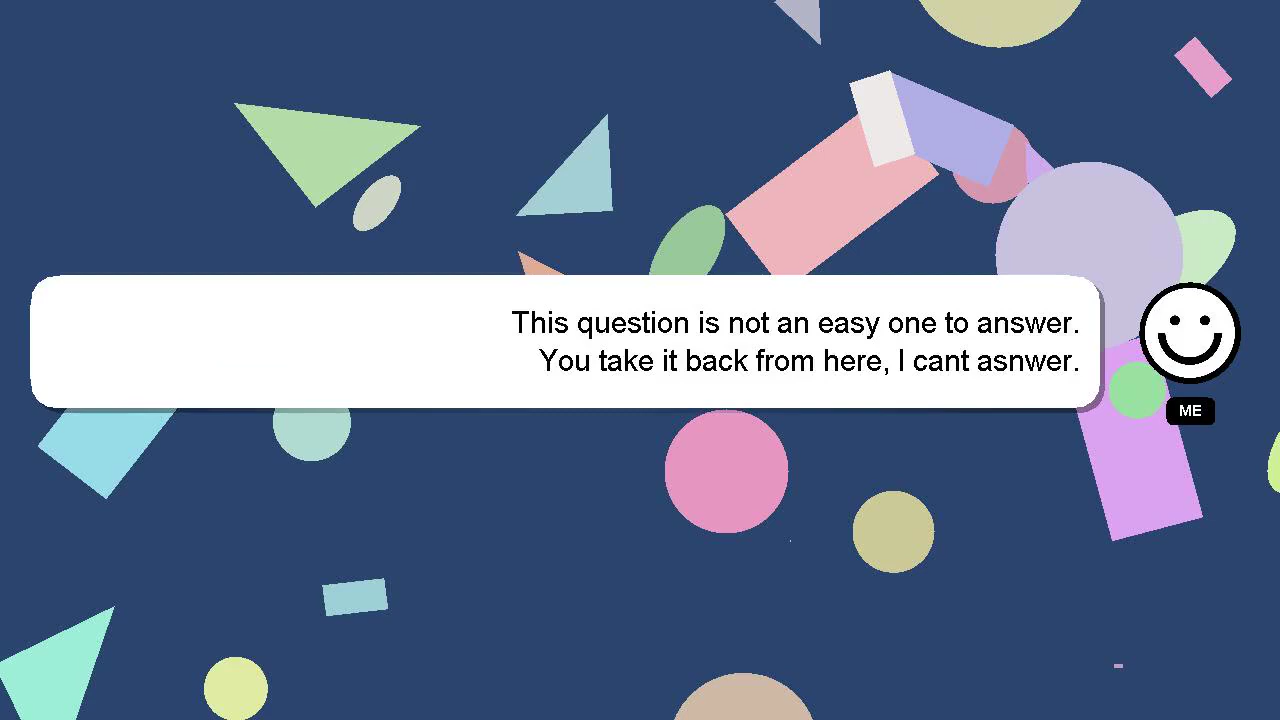 This question is not an easy one to answer.
You take it back from here, I cant asnwer.
ME